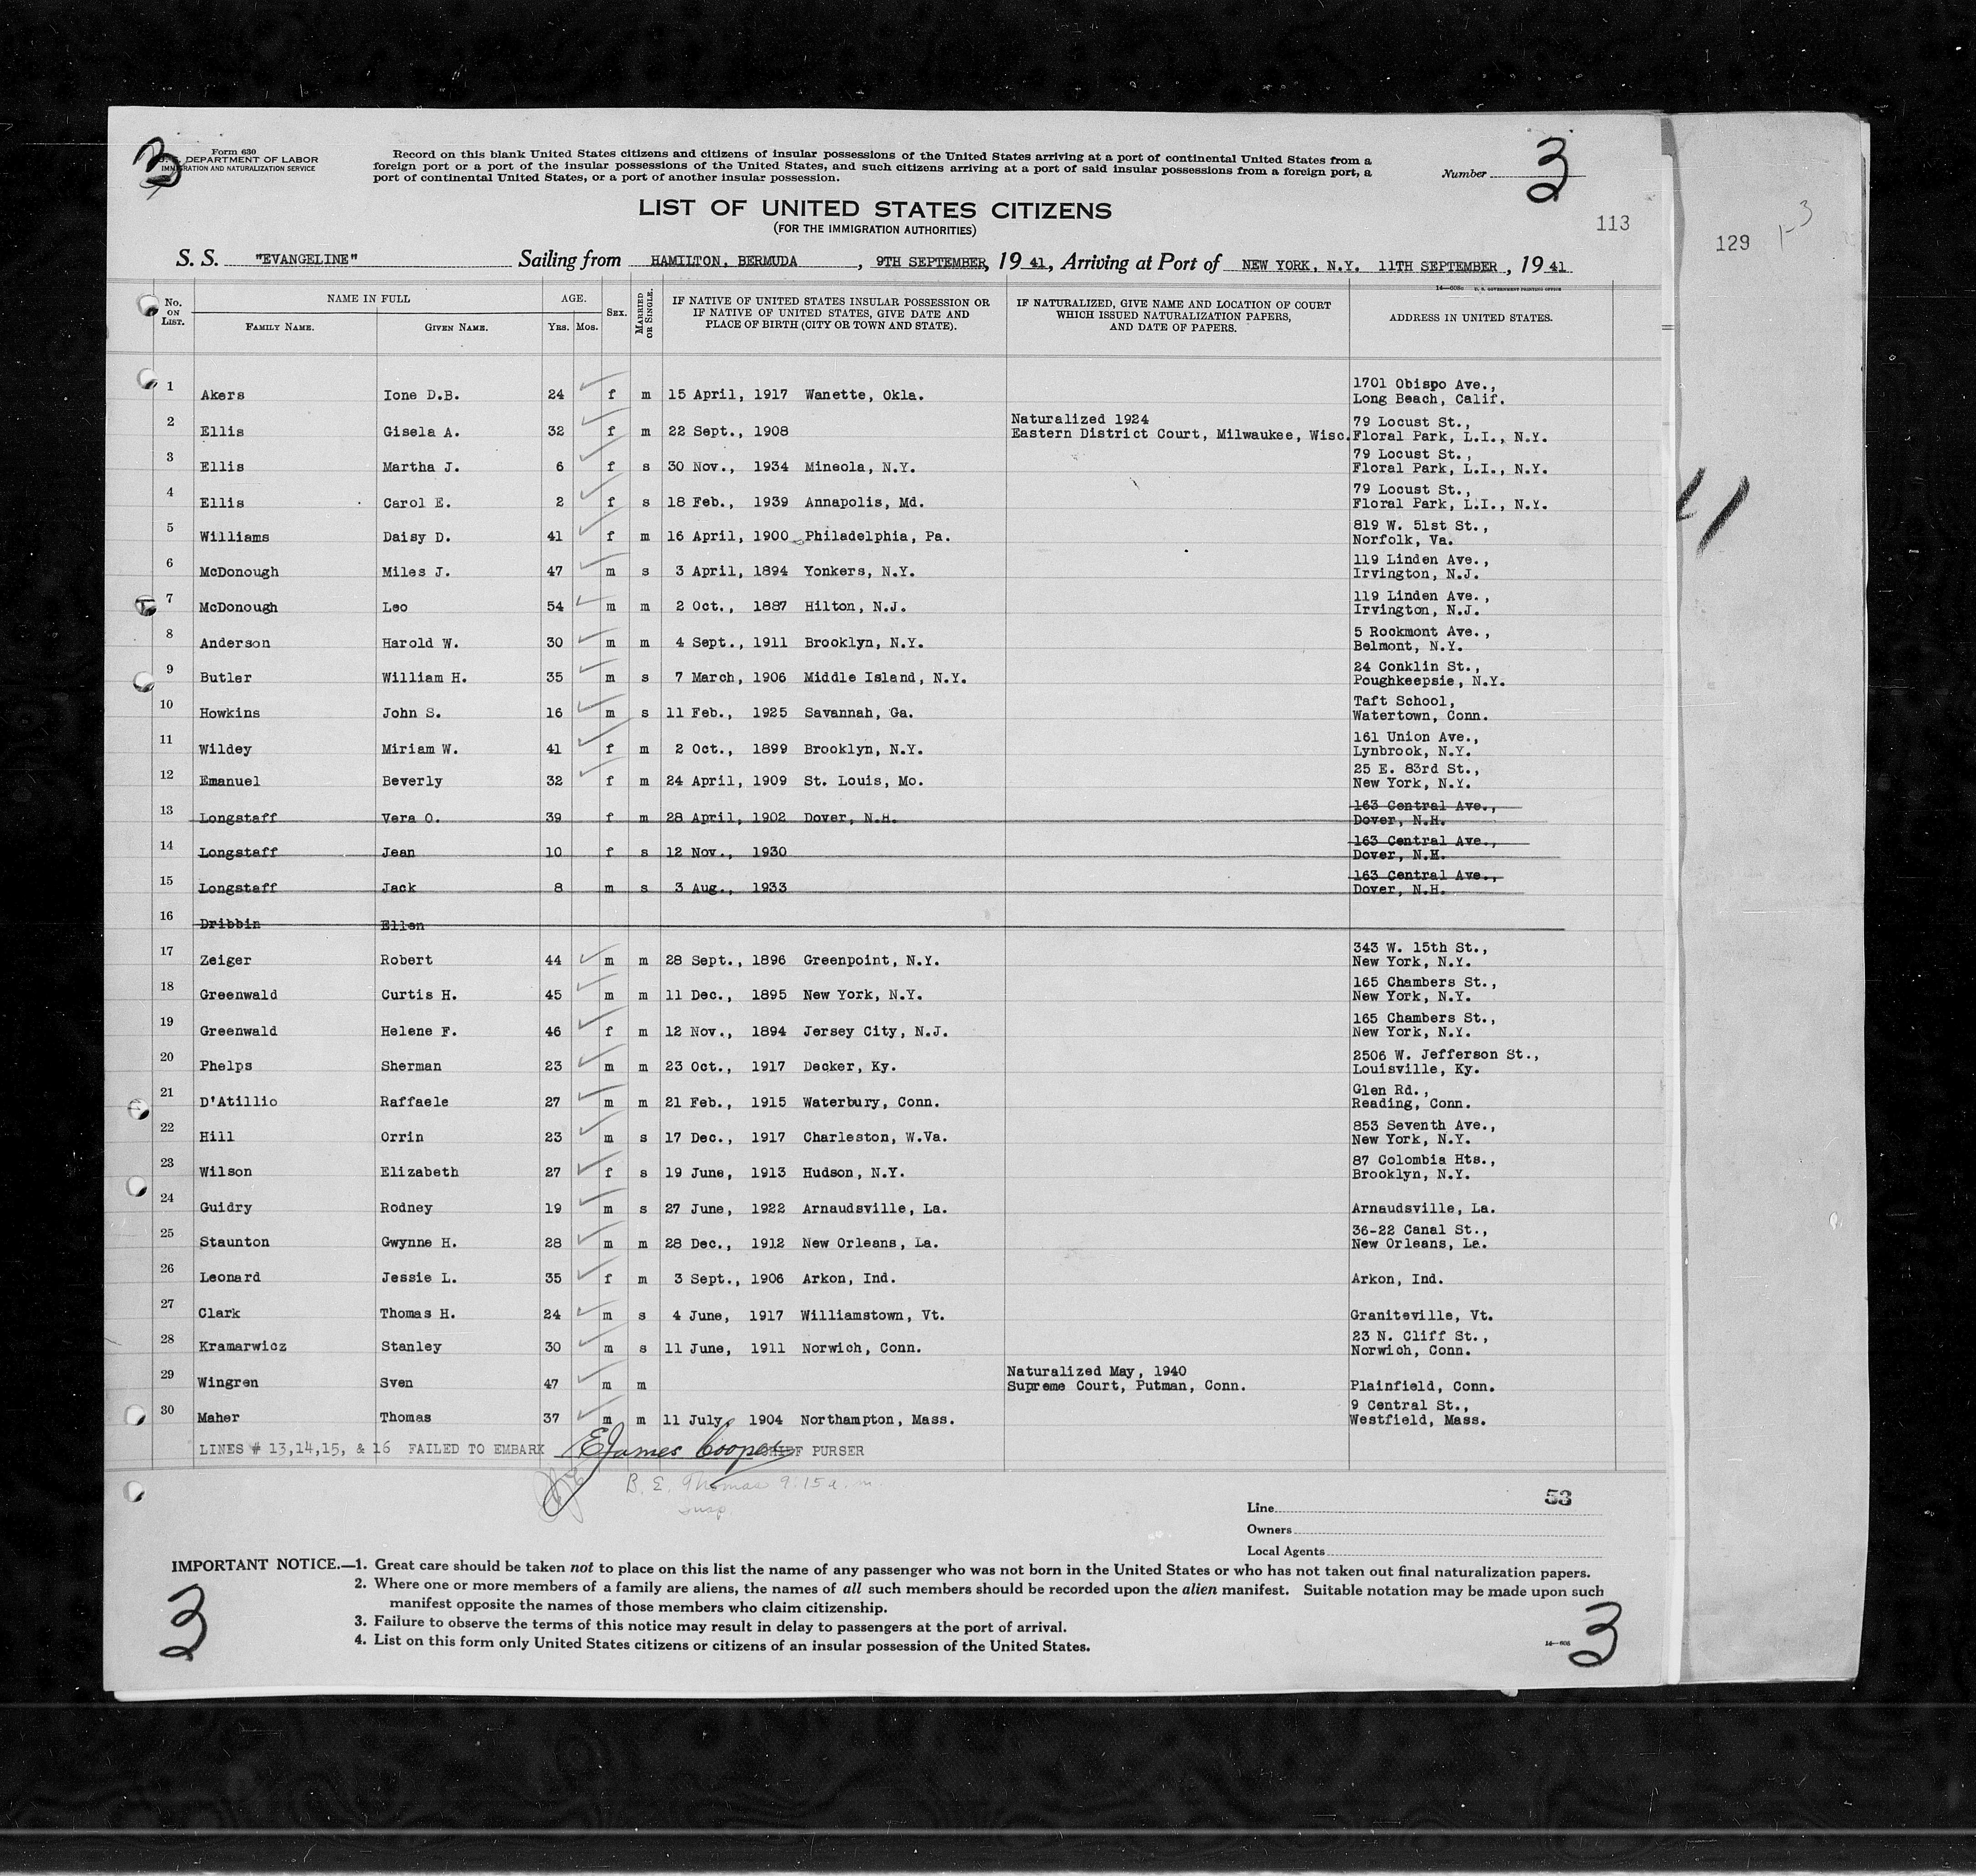 3
Form 630
U. S. DEPARTMENT OF LABOR
IMMIGRATION AND NATURALIZATION SERVICE
Record on this blank United States citizens and citizens of insular possessions of the United States arriving at a port of continental United States from a
foreign port or a port of the insular possessions of the United States, and such citizens arriving at a port of said insular possessions from a foreign port, a
port of continental United States, or a port of another insular possession.
Number 3
LIST OF UNITED STATES CITIZENS
(FOR THE IMMIGRATION AUTHORITIES)
113
129 1-3
S. S. "EVANGELINE" Sailing from HAMILTON, BERMUDA, 9TH SEPTEMBER, 1941, Arriving at Port of NEW YORK, N.Y. 11TH SEPTEMBER, 1941
14—608c U. S. GOVERNMENT PRINTING OFFICE
No. ON LIST. NAME IN FULL FAMILY NAME. GIVEN NAME. AGE. Yrs. Mos. SEX. MARRIED OR SINGLE. IF NATIVE OF UNITED STATES INSULAR POSSESSION OR IF NATIVE OF UNITED STATES, GIVE DATE AND PLACE OF BIRTH (CITY OR TOWN AND STATE). IF NATURALIZED, GIVE NAME AND LOCATION OF COURT WHICH ISSUED NATURALIZATION PAPERS, AND DATE OF PAPERS. ADDRESS IN UNITED STATES.
1 Akers Ione D.B. 24 f m 15 April, 1917 Wanette, Okla. 1701 Obispo Ave., Long Beach, Calif.
2 Ellis Gisela A. 32 f m 22 Sept., 1908 Naturalized 1924 Eastern District Court, Milwaukee, Wisc. 79 Locust St., Floral Park, L.I., N.Y.
3 Ellis Martha J. 6 f s 30 Nov., 1934 Mineola, N.Y. 79 Locust St., Floral Park, L.I., N.Y.
4 Ellis Carol E. 2 f s 18 Feb., 1939 Annapolis, Md. 79 Locust St., Floral Park, L.I., N.Y.
5 Williams Daisy D. 41 f m 16 April, 1900 Philadelphia, Pa. 819 W. 51st St., Norfolk, Va.
6 McDonough Miles J. 47 m s 3 April, 1894 Yonkers, N.Y. 119 Linden Ave., Irvington, N.J.
7 McDonough Leo 54 m m 2 Oct., 1887 Hilton, N.J. 119 Linden Ave., Irvington, N.J.
8 Anderson Harold W. 30 m m 4 Sept., 1911 Brooklyn, N.Y. 5 Rockmont Ave., Belmont, N.Y.
9 Butler William H. 35 m s 7 March, 1906 Middle Island, N.Y. 24 Conklin St., Poughkeepsie, N.Y.
10 Howkins John S. 16 m s 11 Feb., 1925 Savannah, Ga. Taft School, Watertown, Conn.
11 Wildey Miriam W. 41 f m 2 Oct., 1899 Brooklyn, N.Y. 161 Union Ave., Lynbrook, N.Y.
12 Emanuel Beverly 32 f m 24 April, 1909 St. Louis, Mo. 25 E. 83rd St., New York, N.Y.
13 Longstaff Vera O. 39 f m 28 April, 1902 Dover, N.H. 163 Central Ave., Dover, N.H.
14 Longstaff Jean 10 f s 12 Nov., 1930 163 Central Ave., Dover, N.H.
15 Longstaff Jack 8 m s 3 Aug., 1933 163 Central Ave., Dover, N.H.
16 Dribbin Ellen
17 Zeiger Robert 44 m m 28 Sept., 1896 Greenpoint, N.Y. 343 W. 15th St., New York, N.Y.
18 Greenwald Curtis H. 45 m m 11 Dec., 1895 New York, N.Y. 165 Chambers St., New York, N.Y.
19 Greenwald Helene F. 46 f m 12 Nov., 1894 Jersey City, N.J. 165 Chambers St., New York, N.Y.
20 Phelps Sherman 23 m m 23 Oct., 1917 Decker, Ky. 2506 W. Jefferson St., Louisville, Ky.
21 D'Atillio Raffaele 27 m m 21 Feb., 1915 Waterbury, Conn. Glen Rd., Reading, Conn.
22 Hill Orrin 23 m s 17 Dec., 1917 Charleston, W.Va. 853 Seventh Ave., New York, N.Y.
23 Wilson Elizabeth 27 f s 19 June, 1913 Hudson, N.Y. 87 Colombia Hts., Brooklyn, N.Y.
24 Guidry Rodney 19 m s 27 June, 1922 Arnaudsville, La. Arnaudsville, La.
25 Staunton Gwynne H. 28 m m 28 Dec., 1912 New Orleans, La. 36-22 Canal St., New Orleans, La.
26 Leonard Jessie L. 35 f m 3 Sept., 1906 Arkon, Ind. Arkon, Ind.
27 Clark Thomas H. 24 m s 4 June, 1917 Williamstown, Vt. Graniteville, Vt.
28 Kramarwicz Stanley 30 m s 11 June, 1911 Norwich, Conn. 23 N. Cliff St., Norwich, Conn.
29 Wingren Sven 47 m m Naturalized May, 1940 Supreme Court, Putman, Conn. Plainfield, Conn.
30 Maher Thomas 37 m m 11 July, 1904 Northampton, Mass. 9 Central St., Westfield, Mass.
LINES # 13,14,15, & 16 FAILED TO EMBARK E James Cooper CHIEF PURSER
B. E. Thomas 9:15 a.m.
Insp.
53
Line
Owners
Local Agents
IMPORTANT NOTICE.—1. Great care should be taken not to place on this list the name of any passenger who was not born in the United States or who has not taken out final naturalization papers.
2. Where one or more members of a family are aliens, the names of all such members should be recorded upon the alien manifest. Suitable notation may be made upon such
manifest opposite the names of those members who claim citizenship.
3. Failure to observe the terms of this notice may result in delay to passengers at the port of arrival.
4. List on this form only United States citizens or citizens of an insular possession of the United States.
3
3